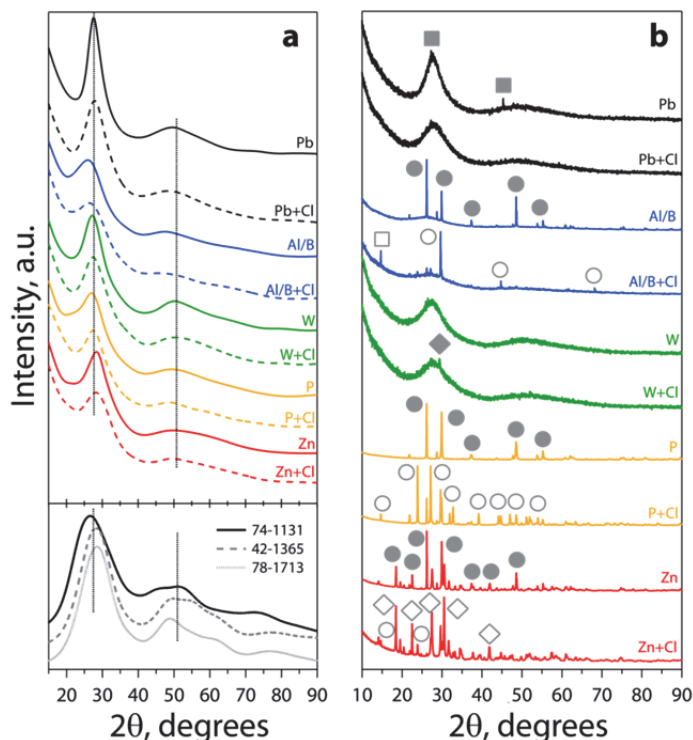 a
Pb
Pb+Cl
Al/B
Al/B+Cl
W
W+Cl
P
P+Cl
Zn
Zn+Cl
74-1131
42-1365
78-1713
20 30 40 50 60 70 80 90
2θ, degrees
Intensity, a.u.
b
Pb
Pb+Cl
Al/B
Al/B+Cl
W
W+Cl
P
P+Cl
Zn
Zn+Cl
10 20 30 40 50 60 70 80 90
2θ, degrees